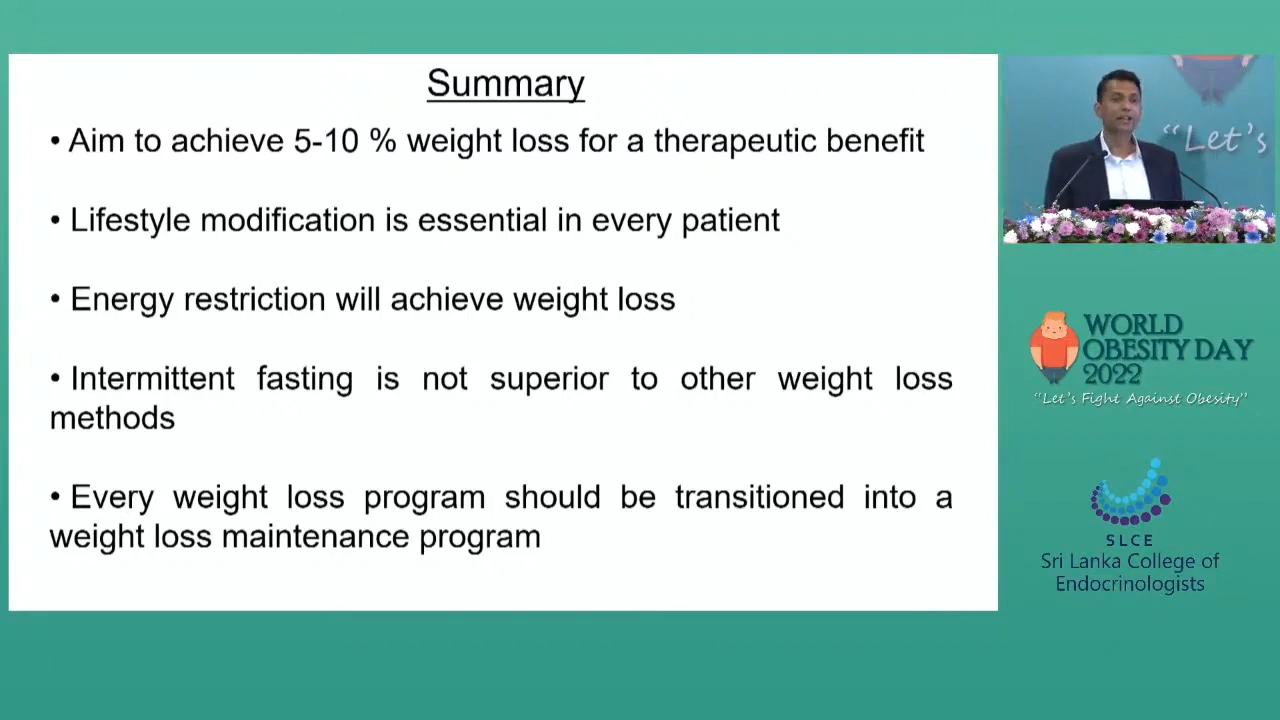 Summary
• Aim to achieve 5-10 % weight loss for a therapeutic benefit
• Lifestyle modification is essential in every patient
• Energy restriction will achieve weight loss
• Intermittent fasting is not superior to other weight loss
methods
• Every weight loss program should be transitioned into a
weight loss maintenance program
“Let’s
WORLD
OBESITY DAY
2022
“Let’s Fight Against Obesity”
SLCE
Sri Lanka College of
Endocrinologists